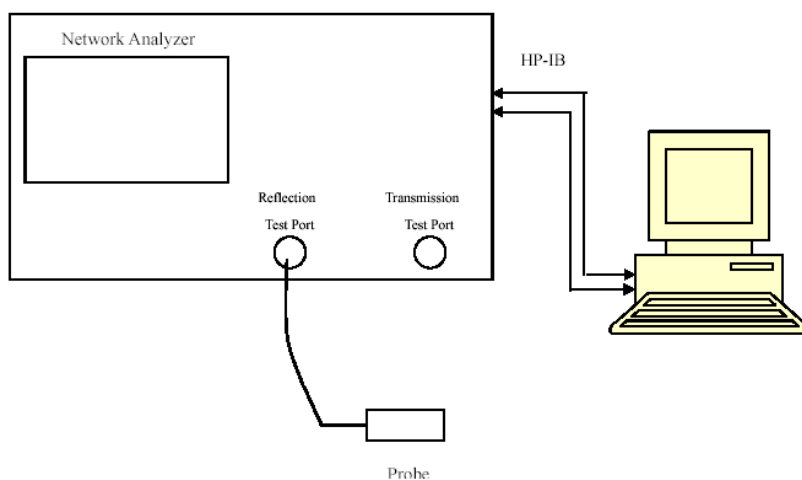 Network Analyzer
HP-IB
Reflection
Test Port
Transmission
Test Port
Probe